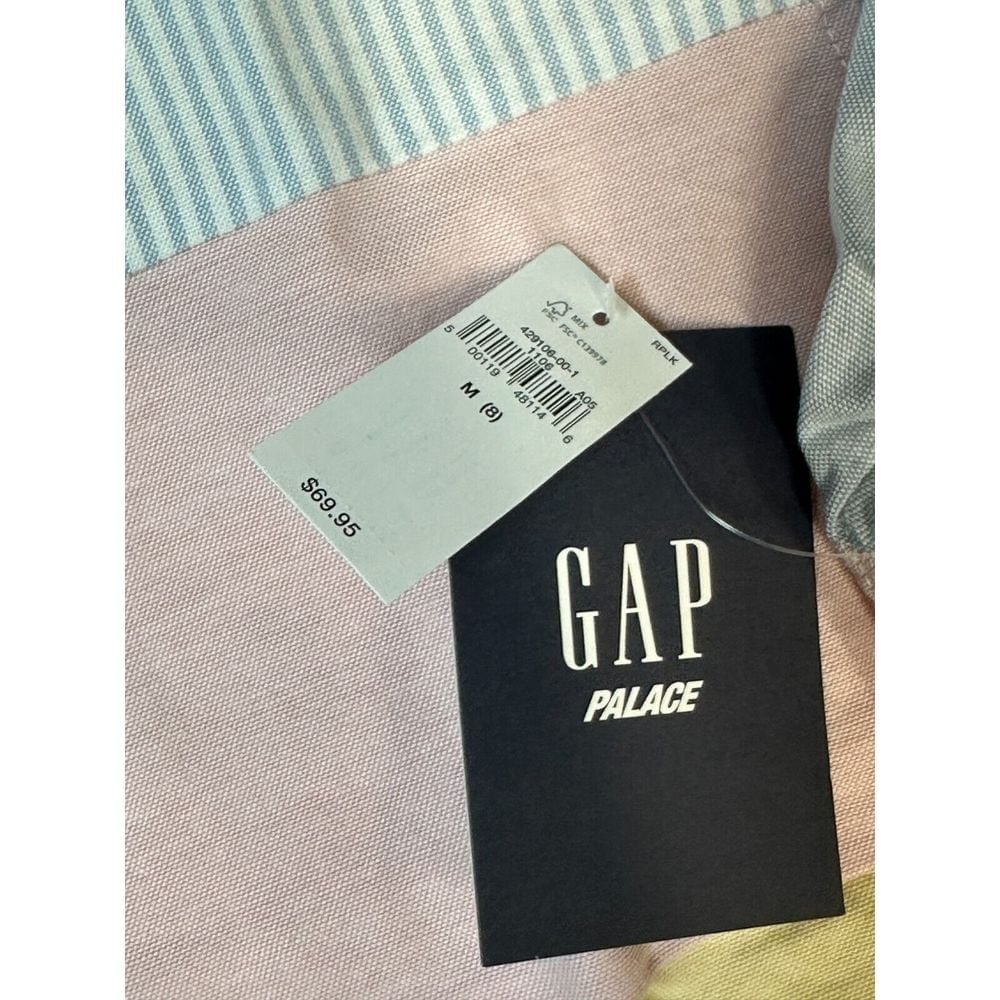 FSC
MIX
FSC® C139978
RPLK
429106-00-1
1106 A05
5 00119 48114 6
M (8)
$69.95
GAP
PALACE